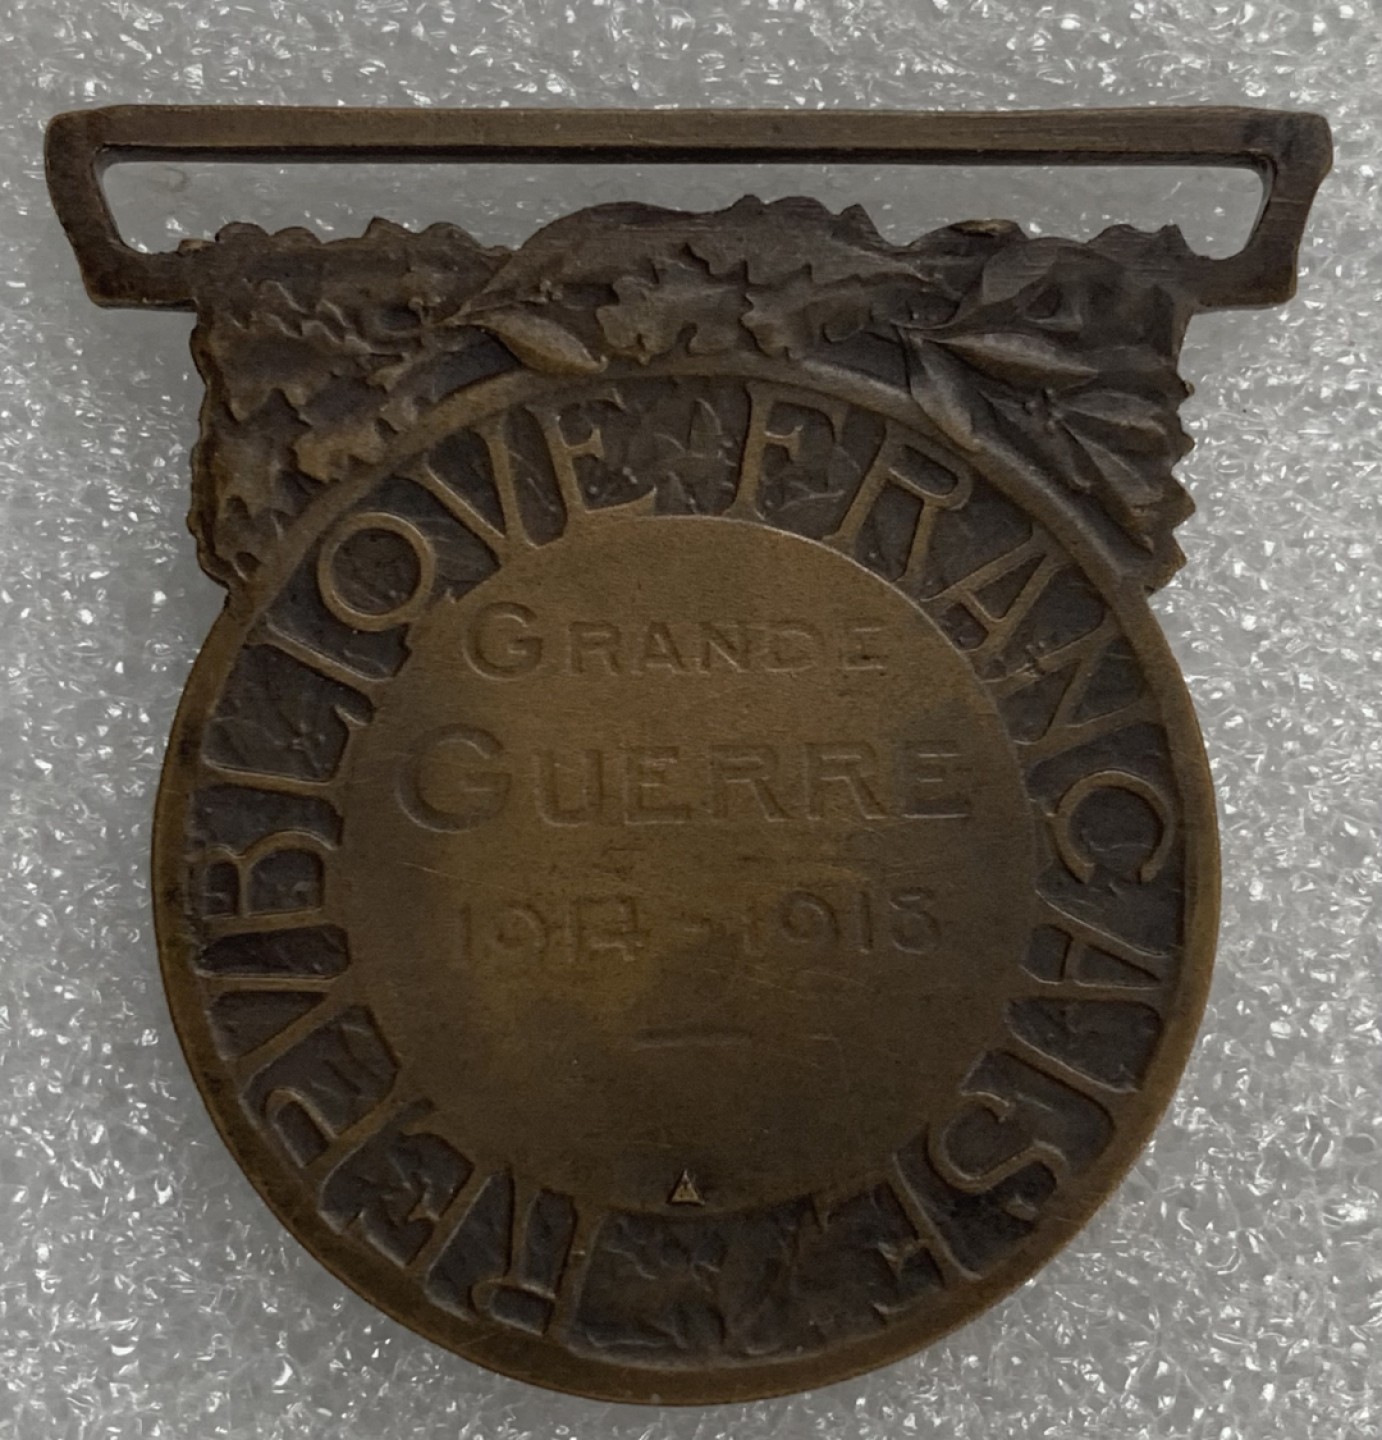 REPVBLIQVE FRANCAISE
GRANDE
GUERRE
1914-1918